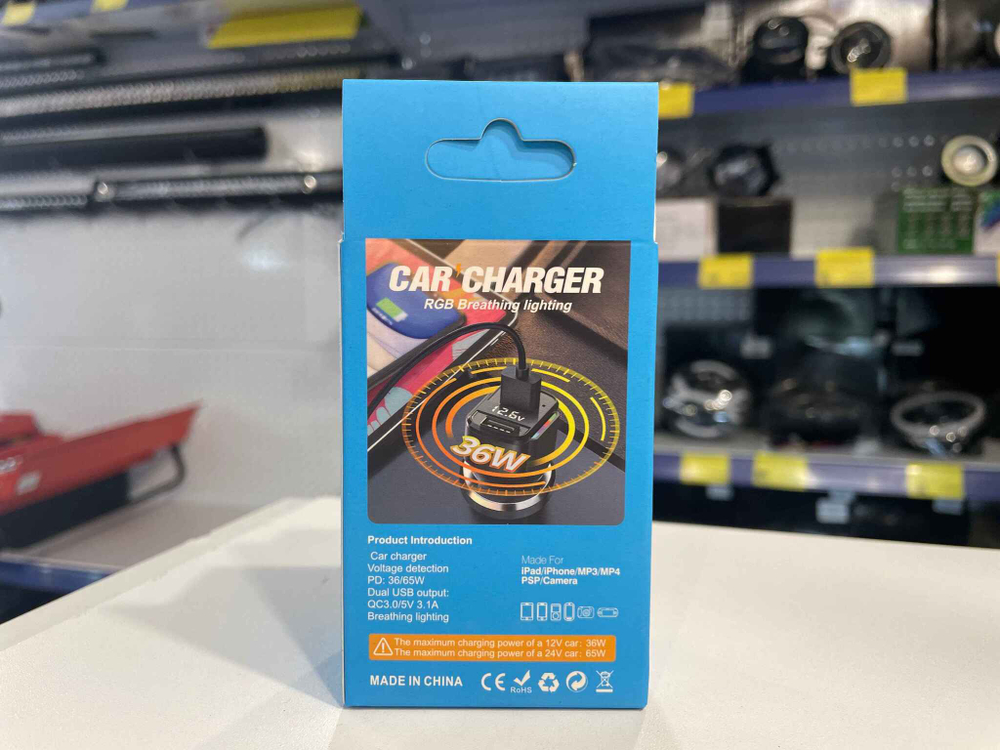 CAR CHARGER
RGB Breathing lighting
12.6v
36W
Product Introduction
Car charger
Voltage detection
PD: 36/65W
Dual USB output:
QC3.0/5V 3.1A
Breathing lighting
Made For
iPad/iPhone/MP3/MP4
PSP/Camera
The maximum charging power of a 12V car: 36W
The maximum charging power of a 24V car: 65W
MADE IN CHINA
CE
RoHS